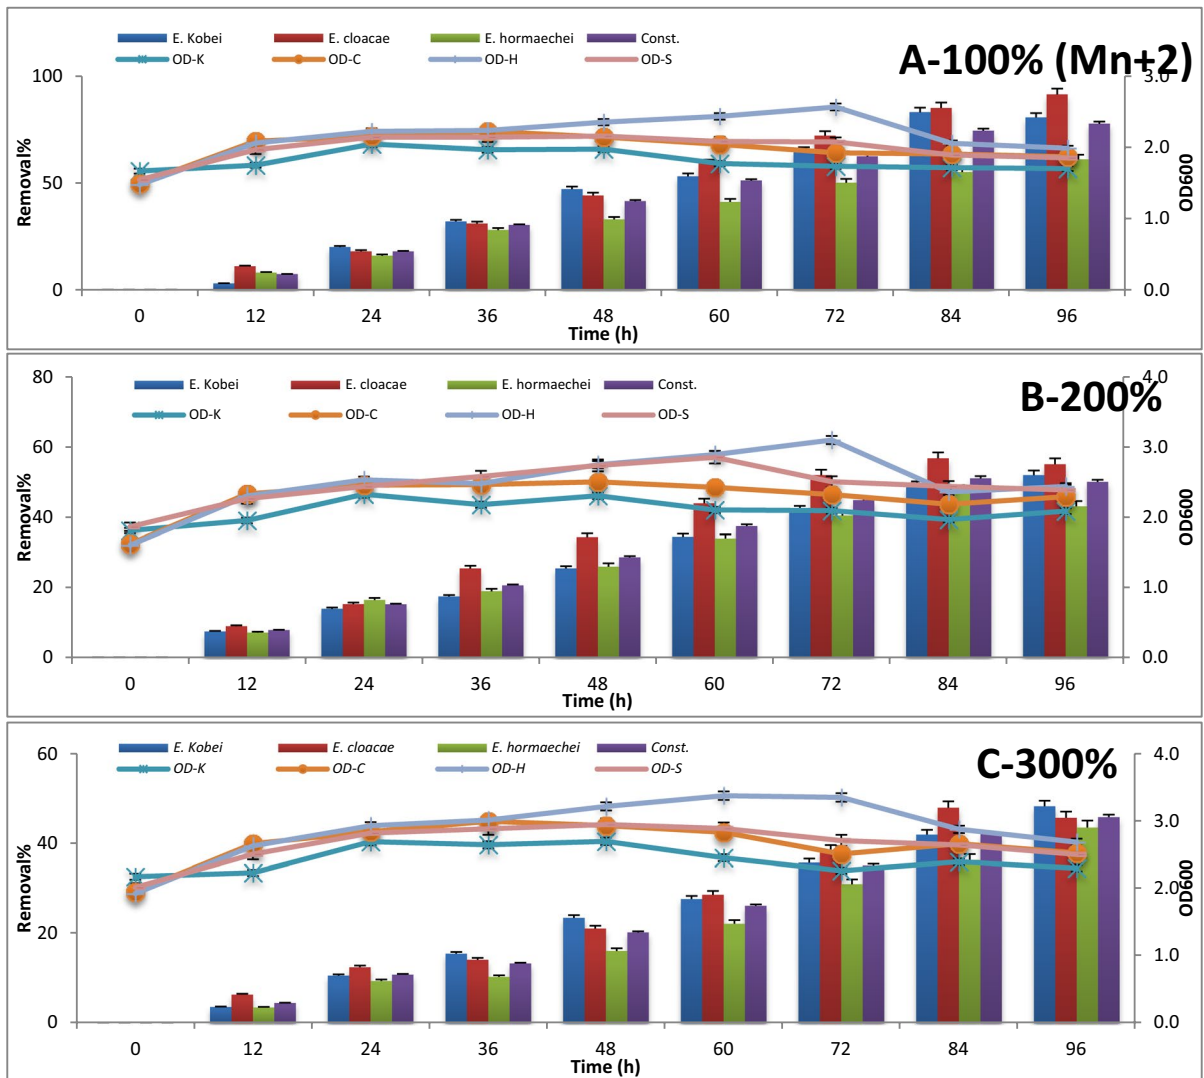 E. Kobei E. cloacae E. hormaechei Const.
OD-K OD-C OD-H OD-S
A-100% (Mn+2)
100 3.0
2.0
50
1.0
0 0.0
Removal%
OD600
0 12 24 36 48 60 72 84 96
Time (h)
E. Kobei E. cloacae E. hormaechei Const.
OD-K OD-C OD-H OD-S
B-200%
80 4.0
60 3.0
40 2.0
20 1.0
0 0.0
Removal%
OD600
0 12 24 36 48 60 72 84 96
Time (h)
E. Kobei E. cloacae E. hormaechei Const.
OD-K OD-C OD-H OD-S
C-300%
60 4.0
3.0
40
2.0
20
1.0
0 0.0
Removal%
OD600
0 12 24 36 48 60 72 84 96
Time (h)